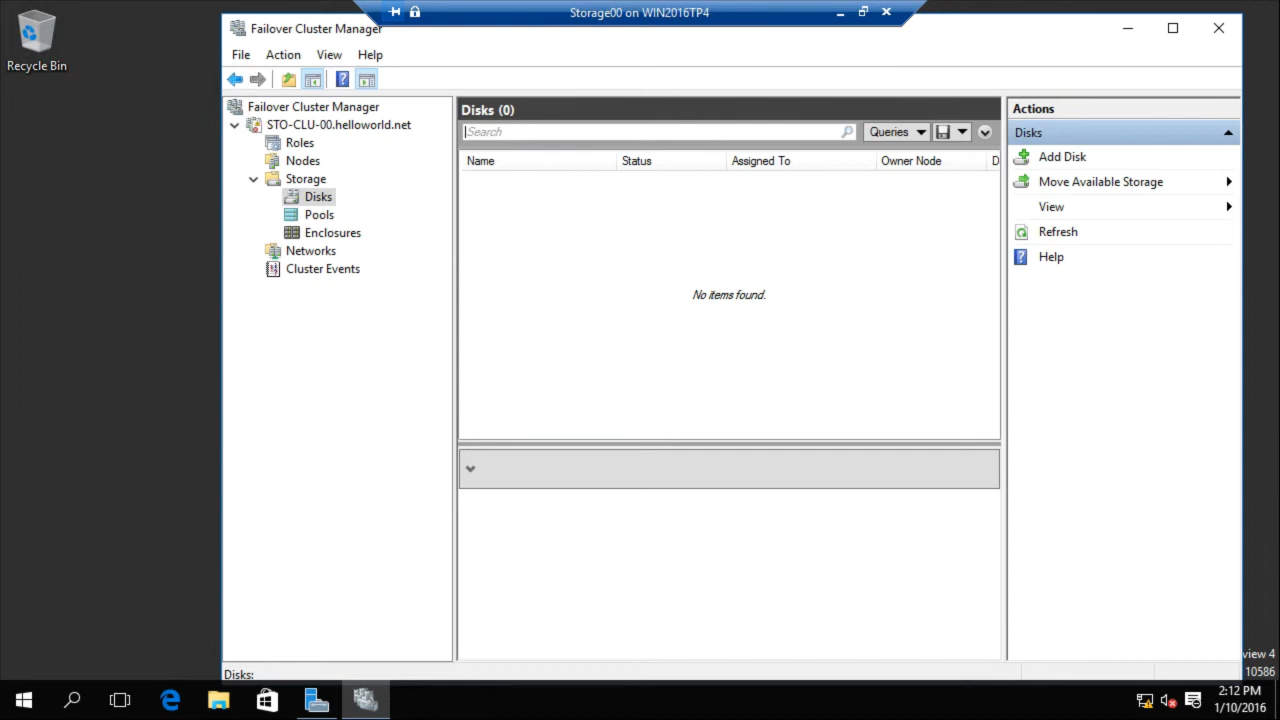 Storage00 on WIN2016TP4
Recycle Bin
Failover Cluster Manager
File Action View Help
Failover Cluster Manager
STO-CLU-00.helloworld.net
Roles
Nodes
Storage
Disks
Pools
Enclosures
Networks
Cluster Events
Disks (0)
Search
Queries
Name Status Assigned To Owner Node D
No items found.
Actions
Disks
Add Disk
Move Available Storage
View
Refresh
Help
Disks:
view 4
10586
2:12 PM
1/10/2016